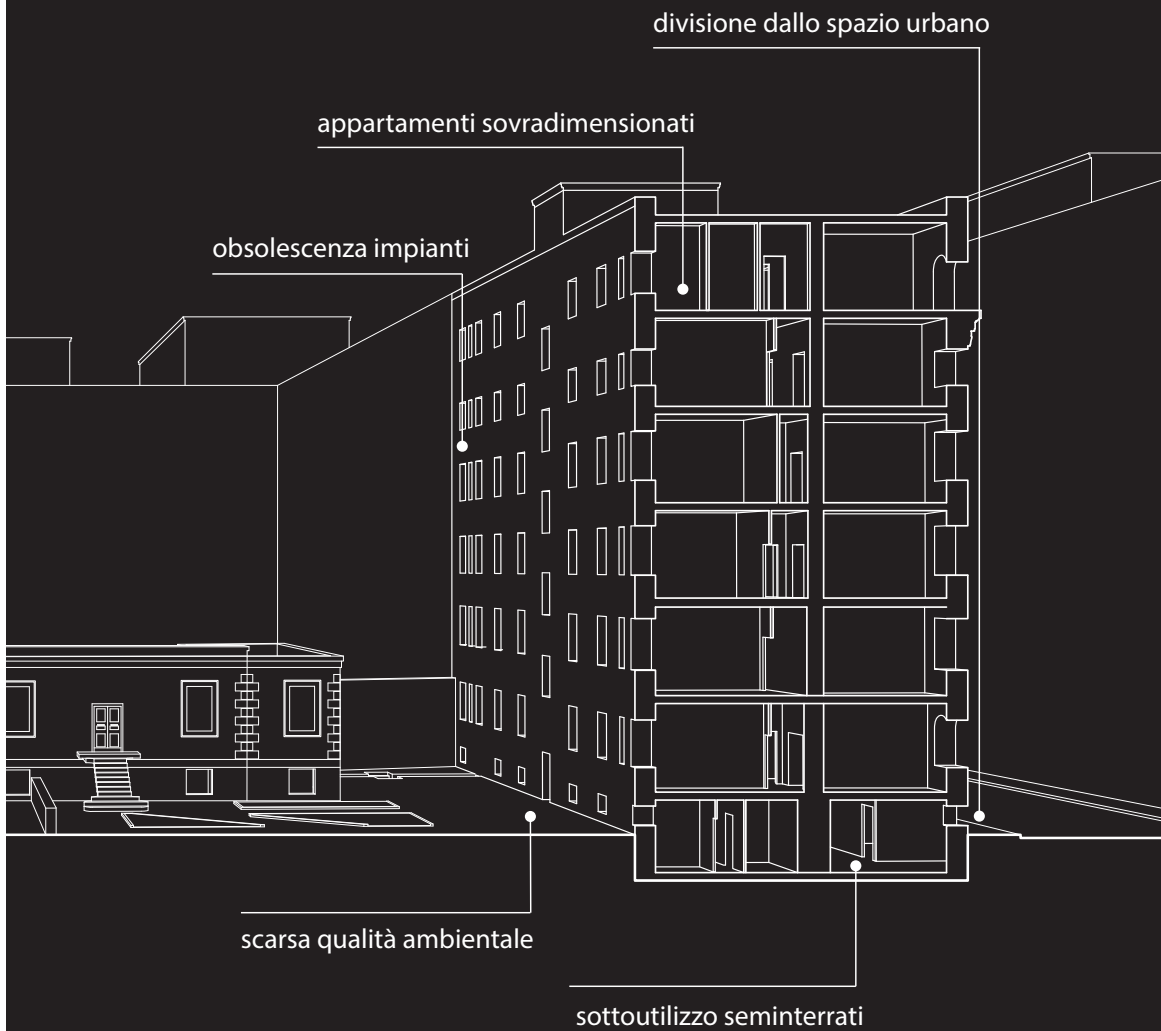 divisione dallo spazio urbano
appartamenti sovradimensionati
obsolescenza impianti
scarsa qualità ambientale
sottoutilizzo seminterrati